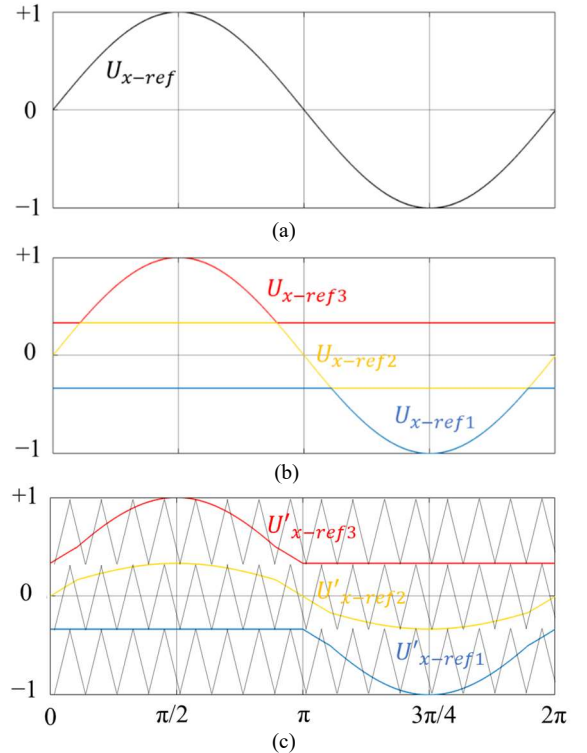 +1
U_{x-ref}
0
−1
(a)
+1
U_{x-ref3}
0
U_{x-ref2}
U_{x-ref1}
−1
(b)
+1
U'_{x-ref3}
0
U'_{x-ref2}
U'_{x-ref1}
−1
0 π/2 π 3π/4 2π
(c)